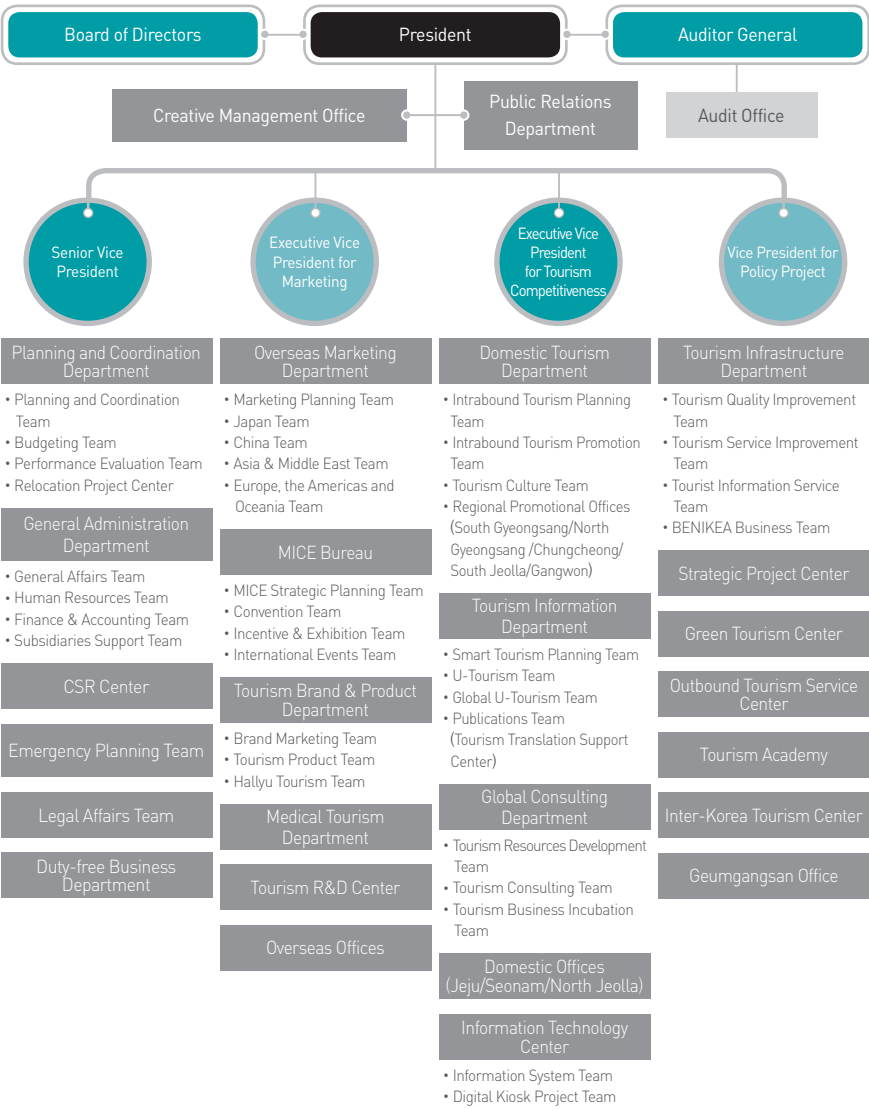 Board of Directors
President
Auditor General
Creative Management Office
Public Relations
Department
Audit Office
Senior Vice
President
Executive Vice
President for
Marketing
Executive Vice
President
for Tourism
Competitiveness
Vice President for
Policy Project
Planning and Coordination
Department
• Planning and Coordination
Team
• Budgeting Team
• Performance Evaluation Team
• Relocation Project Center
General Administration
Department
• General Affairs Team
• Human Resources Team
• Finance & Accounting Team
• Subsidiaries Support Team
CSR Center
Emergency Planning Team
Legal Affairs Team
Duty-free Business
Department
Overseas Marketing
Department
• Marketing Planning Team
• Japan Team
• China Team
• Asia & Middle East Team
• Europe, the Americas and
Oceania Team
MICE Bureau
• MICE Strategic Planning Team
• Convention Team
• Incentive & Exhibition Team
• International Events Team
Tourism Brand & Product
Department
• Brand Marketing Team
• Tourism Product Team
• Hallyu Tourism Team
Medical Tourism
Department
Tourism R&D Center
Overseas Offices
Domestic Tourism
Department
• Intrabound Tourism Planning
Team
• Intrabound Tourism Promotion
Team
• Tourism Culture Team
• Regional Promotional Offices
(South Gyeongsang/North
Gyeongsang /Chungcheong/
South Jeolla/Gangwon)
Tourism Information
Department
• Smart Tourism Planning Team
• U-Tourism Team
• Global U-Tourism Team
• Publications Team
(Tourism Translation Support
Center)
Global Consulting
Department
• Tourism Resources Development
Team
• Tourism Consulting Team
• Tourism Business Incubation
Team
Domestic Offices
(Jeju/Seonam/North Jeolla)
Information Technology
Center
• Information System Team
• Digital Kiosk Project Team
Tourism Infrastructure
Department
• Tourism Quality Improvement
Team
• Tourism Service Improvement
Team
• Tourist Information Service
Team
• BENIKEA Business Team
Strategic Project Center
Green Tourism Center
Outbound Tourism Service
Center
Tourism Academy
Inter-Korea Tourism Center
Geumgangsan Office